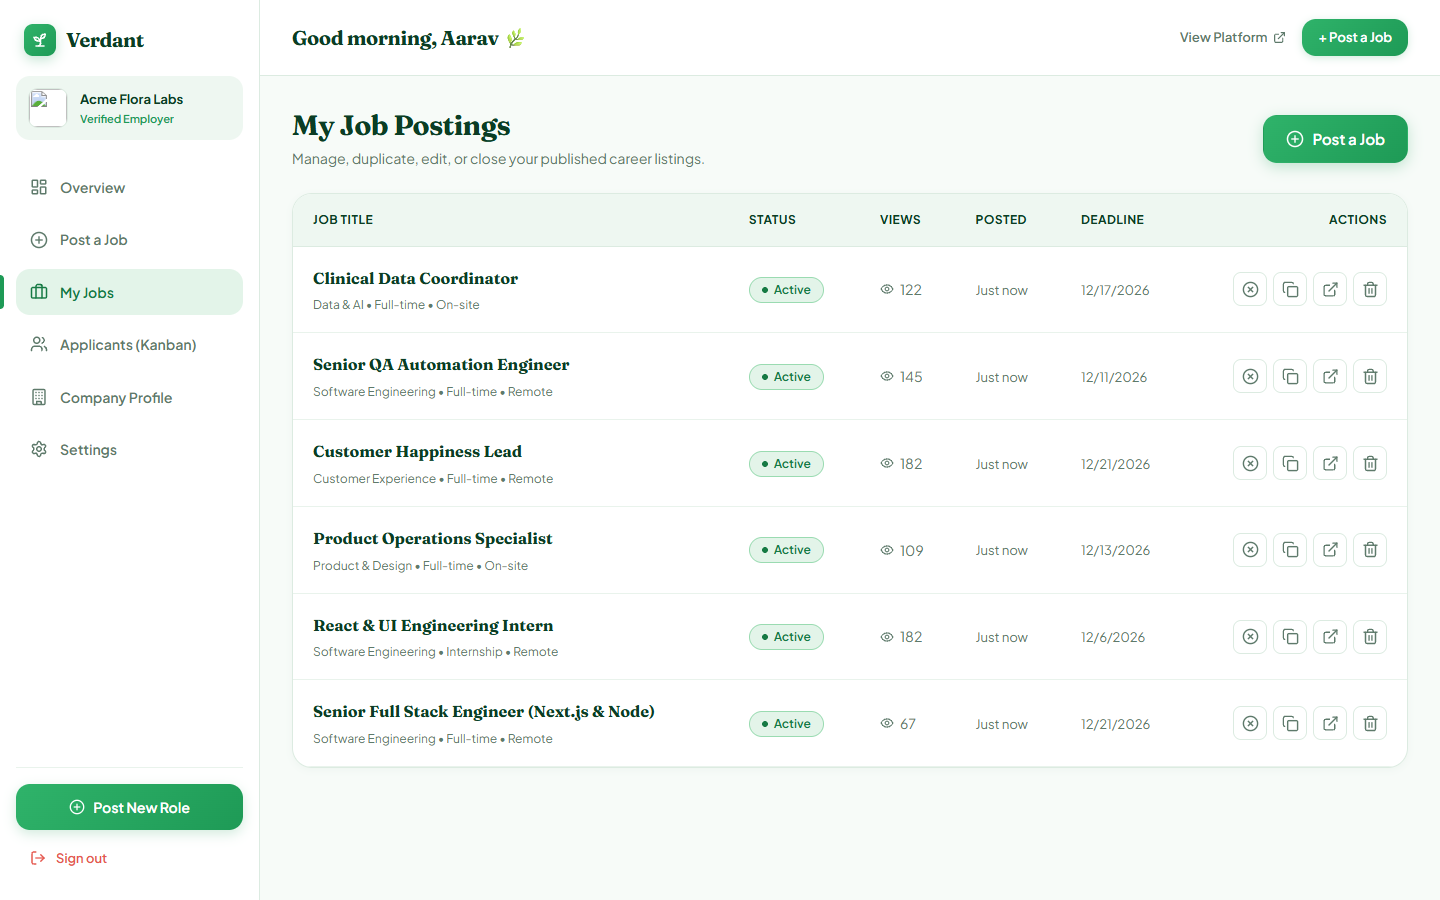 Verdant
Acme Flora Labs
Verified Employer
Overview
Post a Job
My Jobs
Applicants (Kanban)
Company Profile
Settings
Post New Role
Sign out
Good morning, Aarav 🌿
View Platform
+ Post a Job
My Job Postings
Manage, duplicate, edit, or close your published career listings.
Post a Job
JOB TITLE STATUS VIEWS POSTED DEADLINE ACTIONS
Clinical Data Coordinator
Data & AI • Full-time • On-site
Active 122 Just now 12/17/2026
Senior QA Automation Engineer
Software Engineering • Full-time • Remote
Active 145 Just now 12/11/2026
Customer Happiness Lead
Customer Experience • Full-time • Remote
Active 182 Just now 12/21/2026
Product Operations Specialist
Product & Design • Full-time • On-site
Active 109 Just now 12/13/2026
React & UI Engineering Intern
Software Engineering • Internship • Remote
Active 182 Just now 12/6/2026
Senior Full Stack Engineer (Next.js & Node)
Software Engineering • Full-time • Remote
Active 67 Just now 12/21/2026